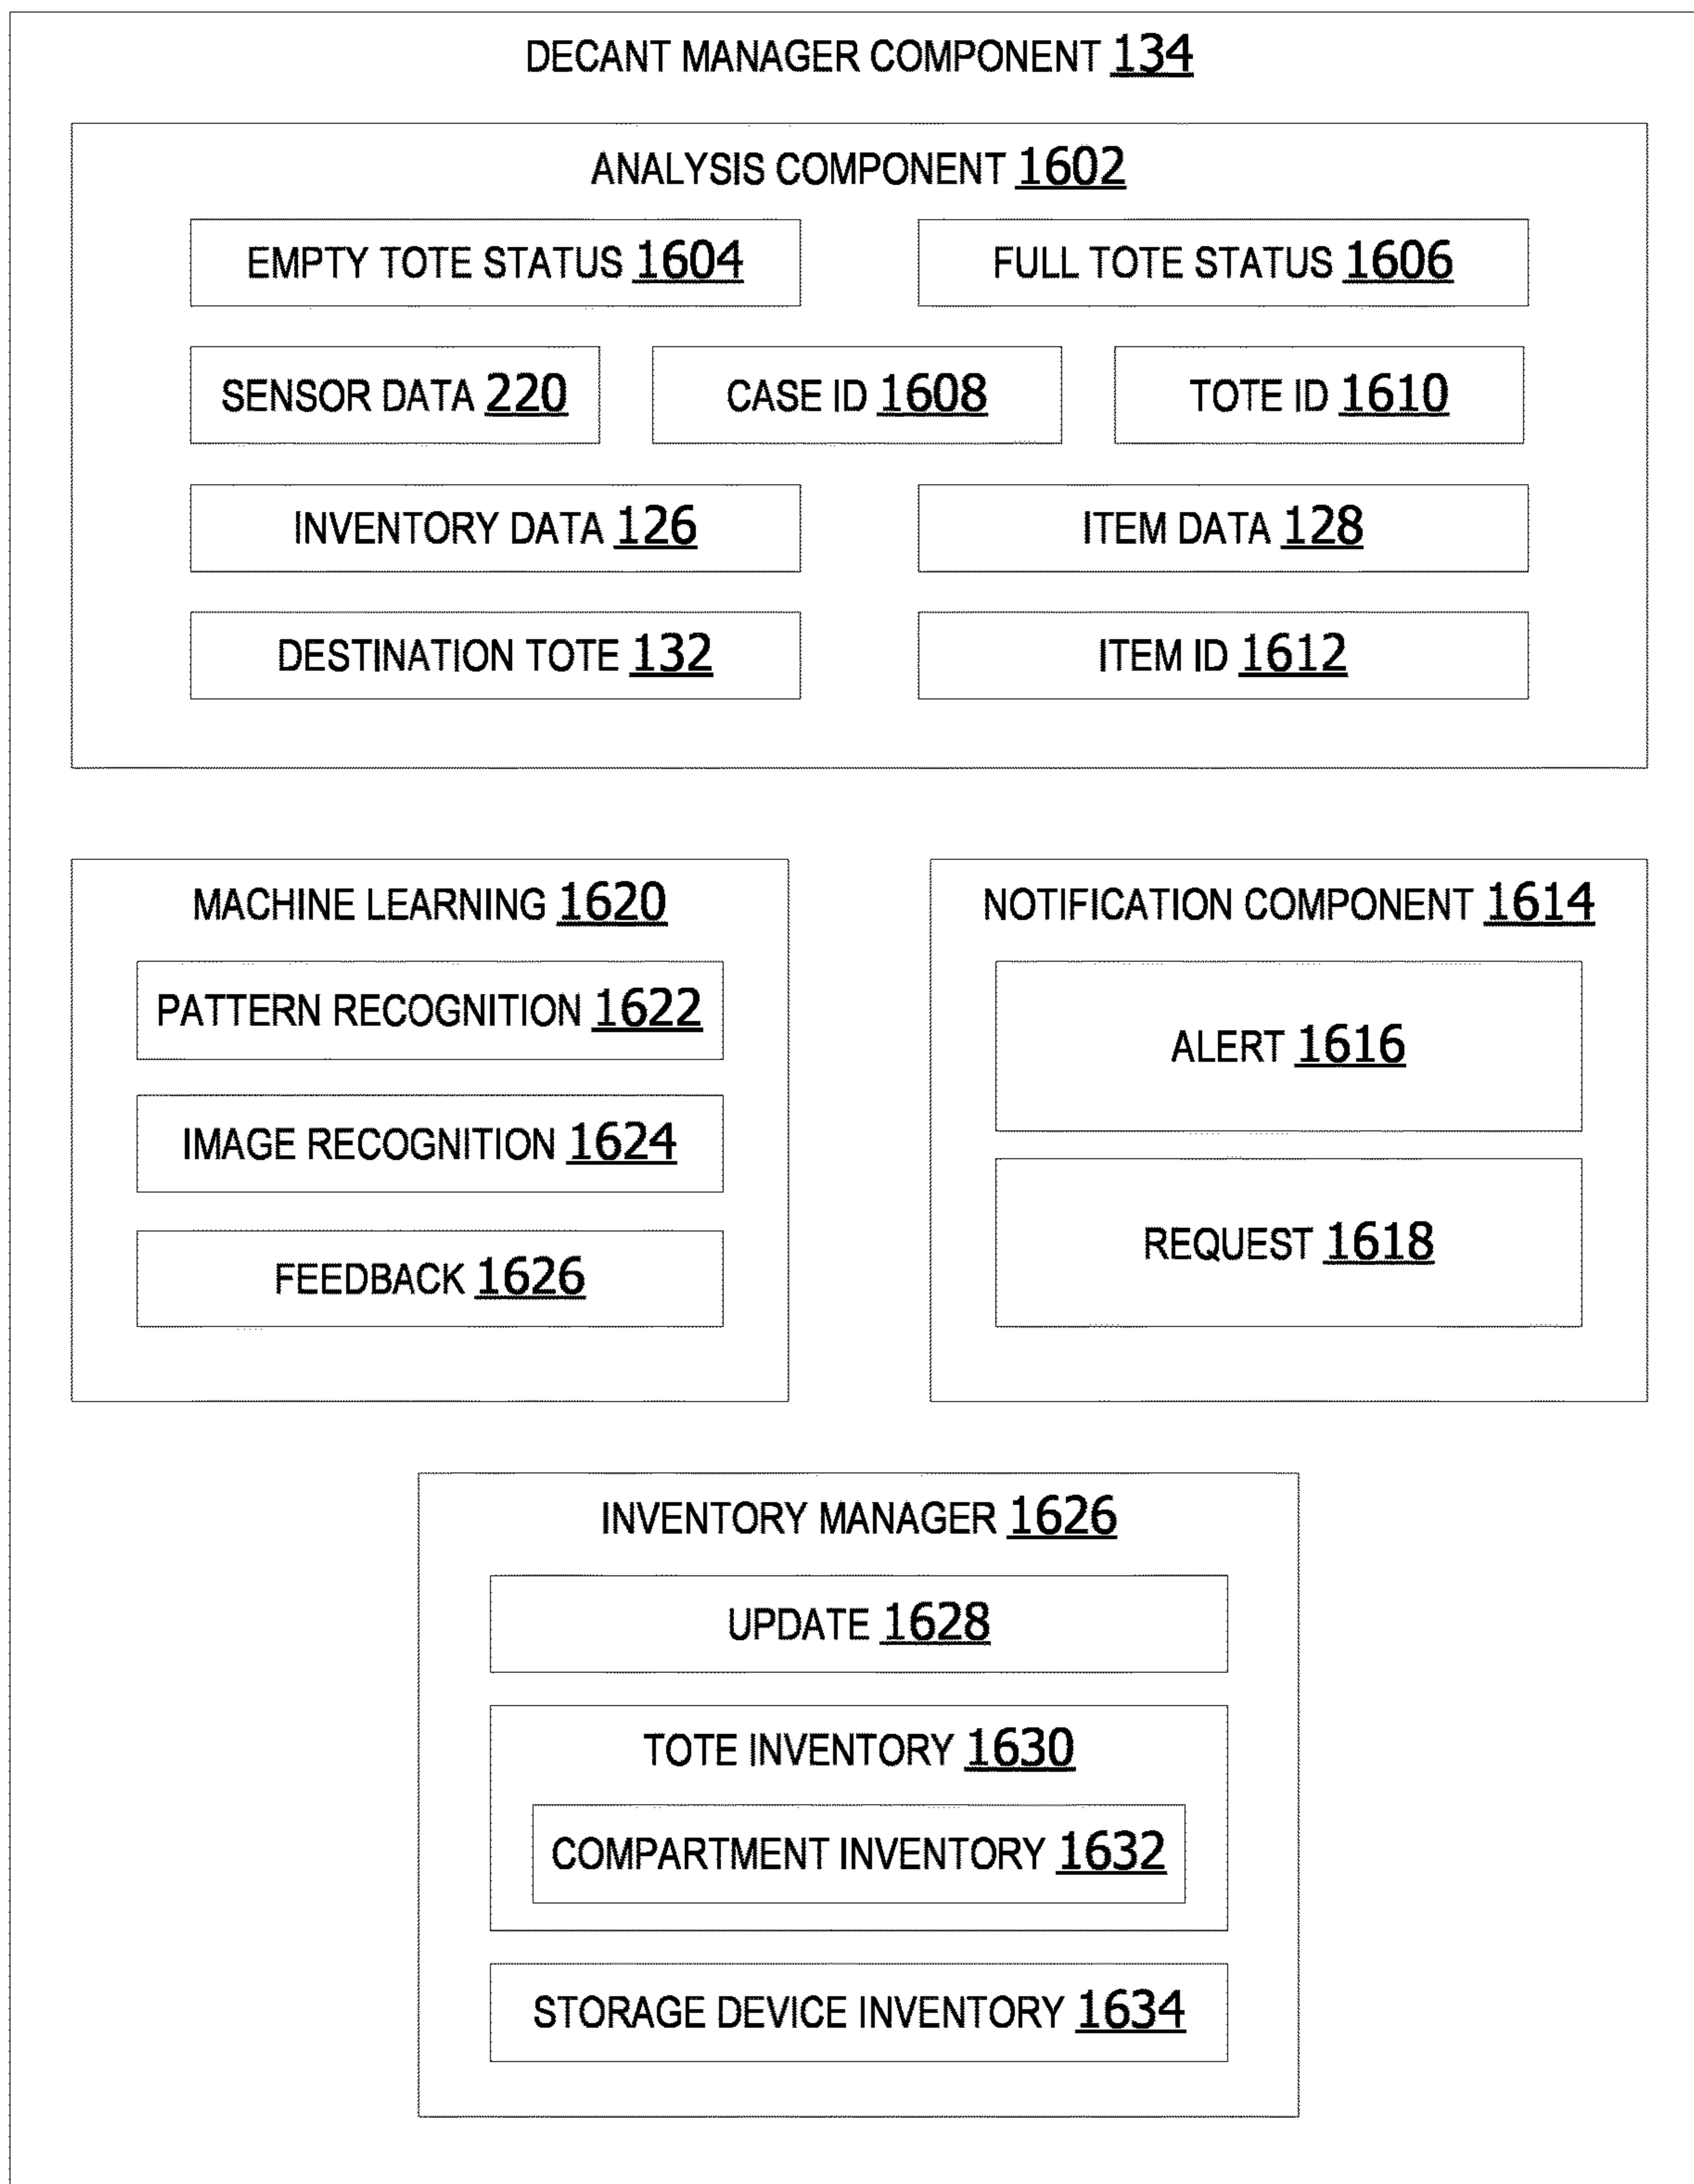 DECANT MANAGER COMPONENT 134
ANALYSIS COMPONENT 1602
EMPTY TOTE STATUS 1604
FULL TOTE STATUS 1606
SENSOR DATA 220
CASE ID 1608
TOTE ID 1610
INVENTORY DATA 126
ITEM DATA 128
DESTINATION TOTE 132
ITEM ID 1612
MACHINE LEARNING 1620
PATTERN RECOGNITION 1622
IMAGE RECOGNITION 1624
FEEDBACK 1626
NOTIFICATION COMPONENT 1614
ALERT 1616
REQUEST 1618
INVENTORY MANAGER 1626
UPDATE 1628
TOTE INVENTORY 1630
COMPARTMENT INVENTORY 1632
STORAGE DEVICE INVENTORY 1634